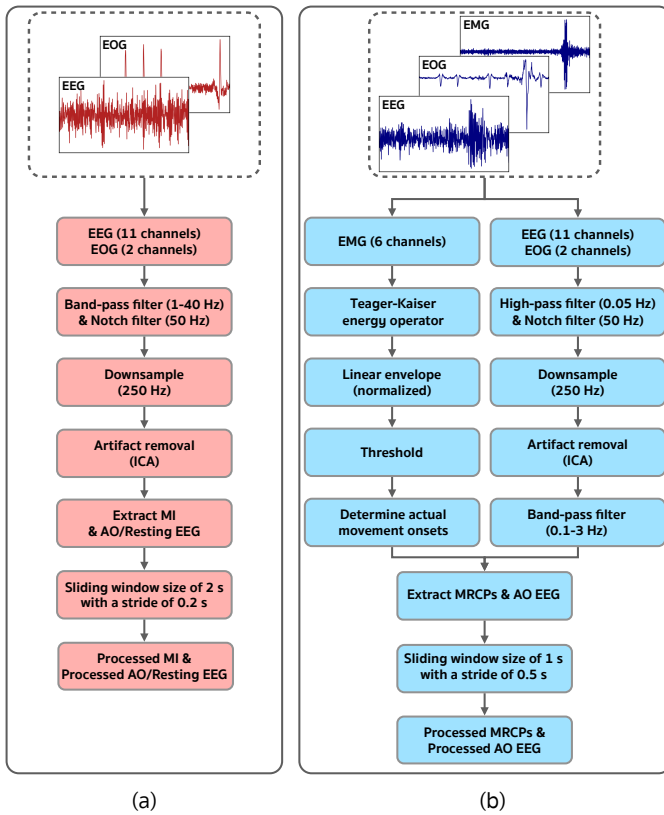 EOG
EEG
EEG (11 channels)
EOG (2 channels)
Band-pass filter (1-40 Hz)
& Notch filter (50 Hz)
Downsample
(250 Hz)
Artifact removal
(ICA)
Extract MI
& AO/Resting EEG
Sliding window size of 2 s
with a stride of 0.2 s
Processed MI &
Processed AO/Resting EEG
(a)
EMG
EOG
EEG
EMG (6 channels)
Teager-Kaiser
energy operator
Linear envelope
(normalized)
Threshold
Determine actual
movement onsets
EEG (11 channels)
EOG (2 channels)
High-pass filter (0.05 Hz)
& Notch filter (50 Hz)
Downsample
(250 Hz)
Artifact removal
(ICA)
Band-pass filter
(0.1-3 Hz)
Extract MRCPs & AO EEG
Sliding window size of 1 s
with a stride of 0.5 s
Processed MRCPs &
Processed AO EEG
(b)